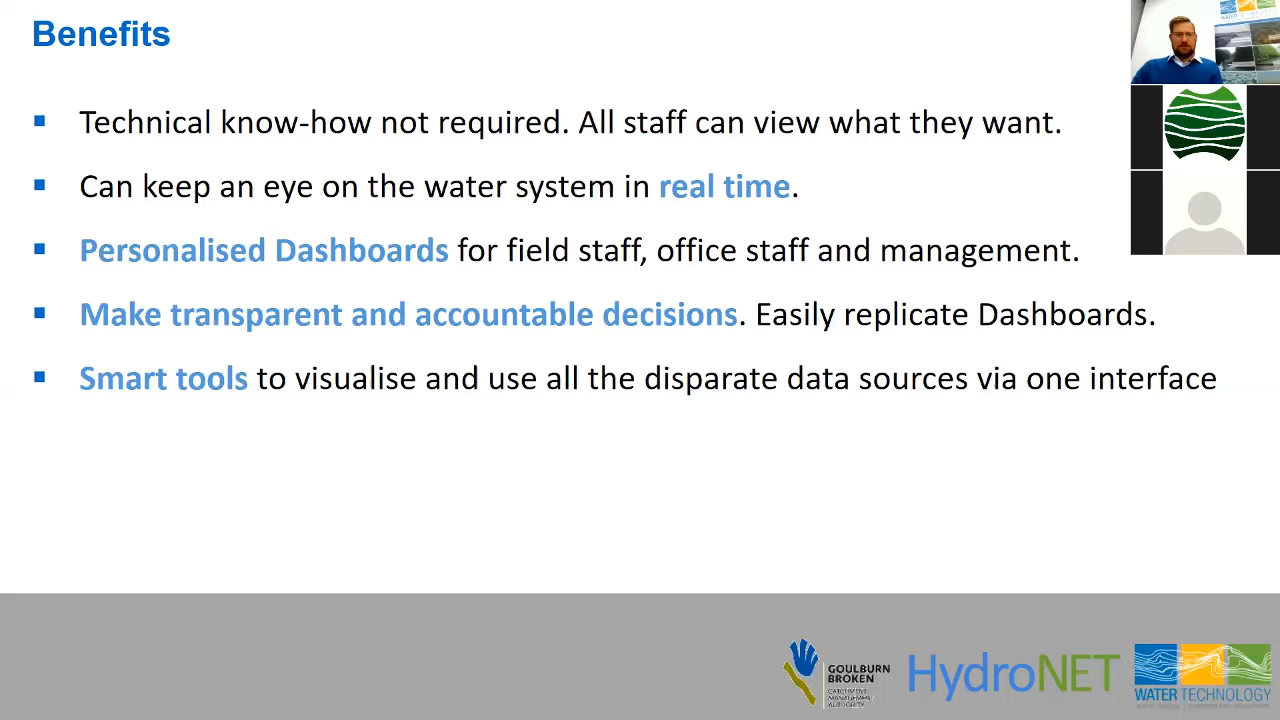 Benefits
Technical know-how not required. All staff can view what they want.
Can keep an eye on the water system in real time.
Personalised Dashboards for field staff, office staff and management.
Make transparent and accountable decisions. Easily replicate Dashboards.
Smart tools to visualise and use all the disparate data sources via one interface
GOULBURN
BROKEN
CATCHMENT
MANAGEMENT
AUTHORITY
HydroNET
WATER TECHNOLOGY